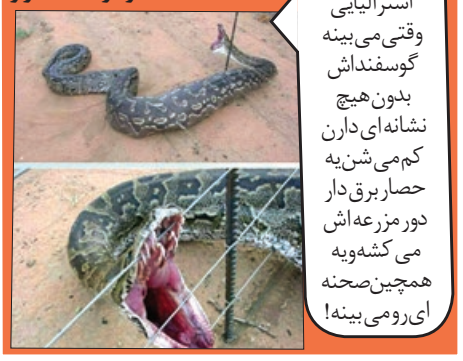 استرالیایی
وقتی می‌بینه
گوسفنداش
بدون هیچ
نشانه‌ای دارن
کم می‌شن یه
حصار برق دار
دور مزرعه‌اش
می‌کشه و یه
همچین صحنه
ای رو می‌بینه!